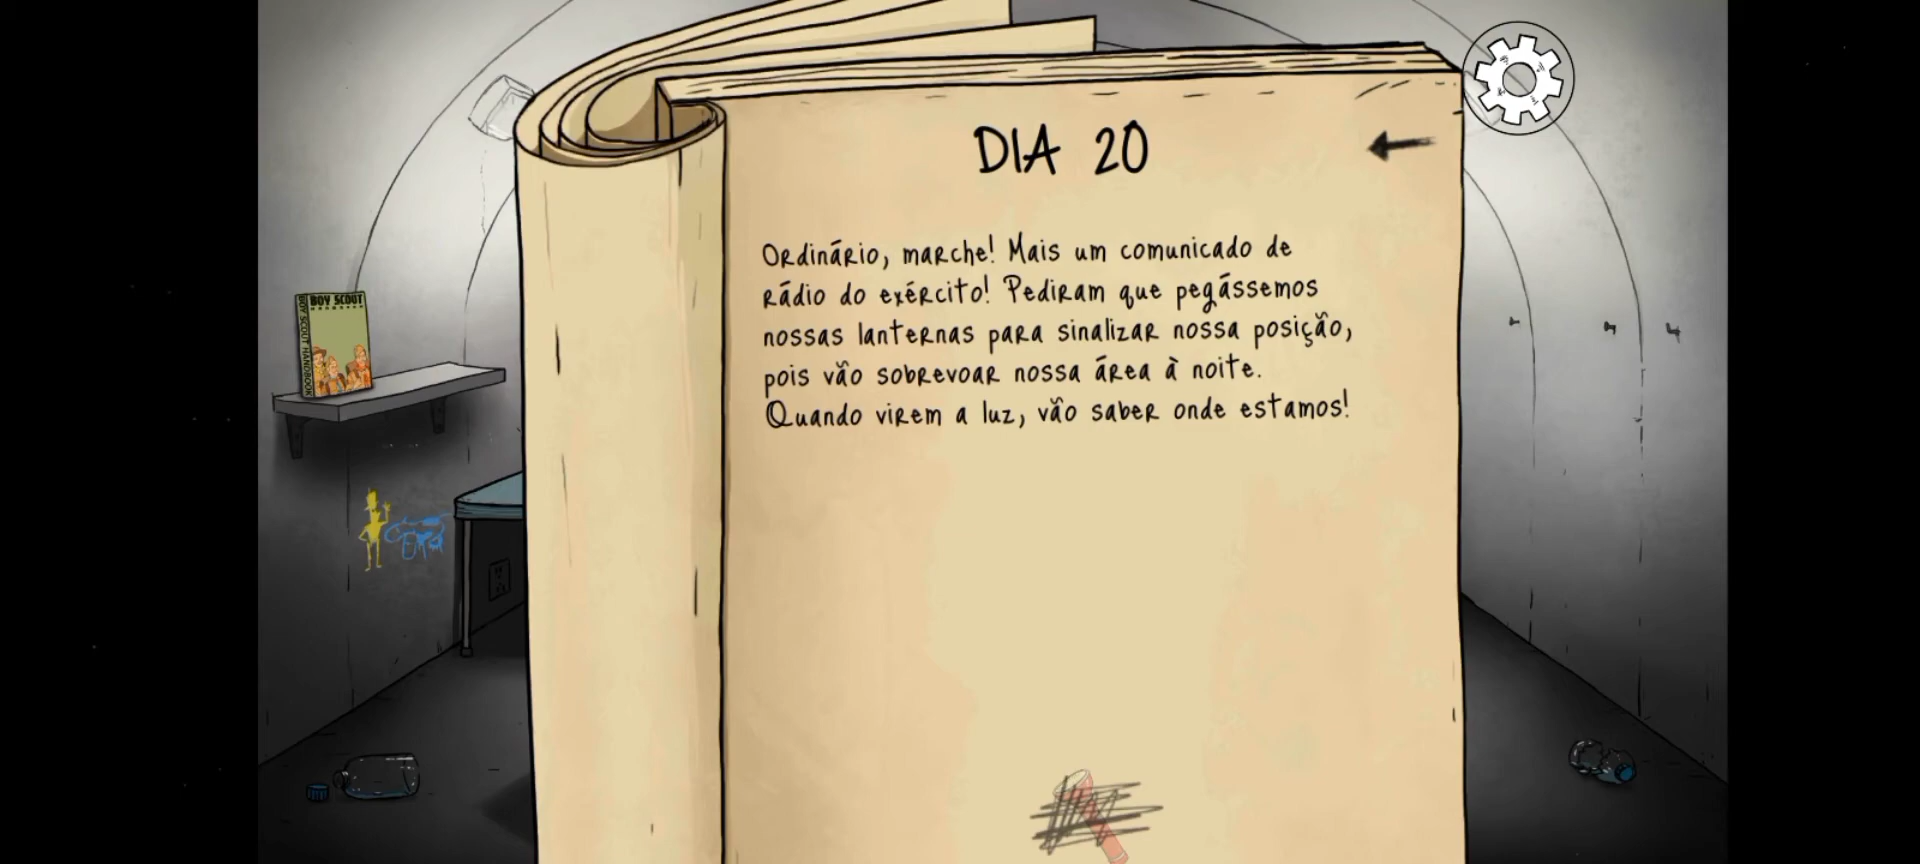 DIA 20
Ordinário, marche! Mais um comunicado de
rádio do exército! Pediram que pegássemos
nossas lanternas para sinalizar nossa posição,
pois vão sobrevoar nossa área à noite.
Quando virem a luz, vão saber onde estamos!
BOY SCOUT
HANDBOOK
BOY SCOUT HANDBOOK